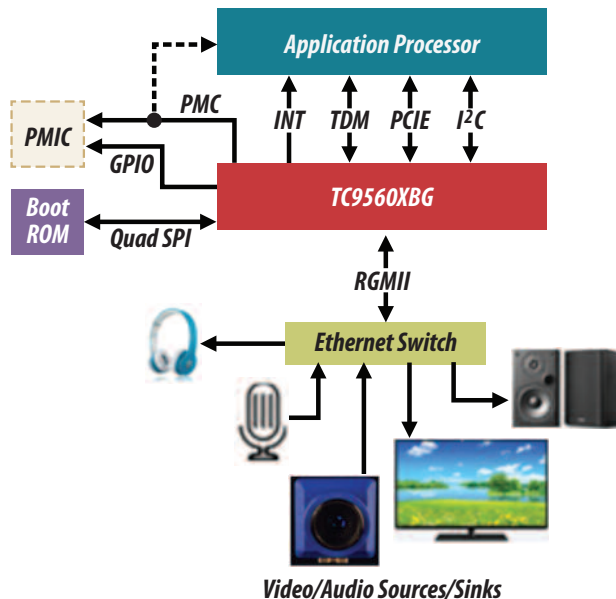 Application Processor
PMC
INT
TDM
PCIE
I²C
PMIC
GPIO
TC9560XBG
Boot
ROM
Quad SPI
RGMII
Ethernet Switch
Video/Audio Sources/Sinks